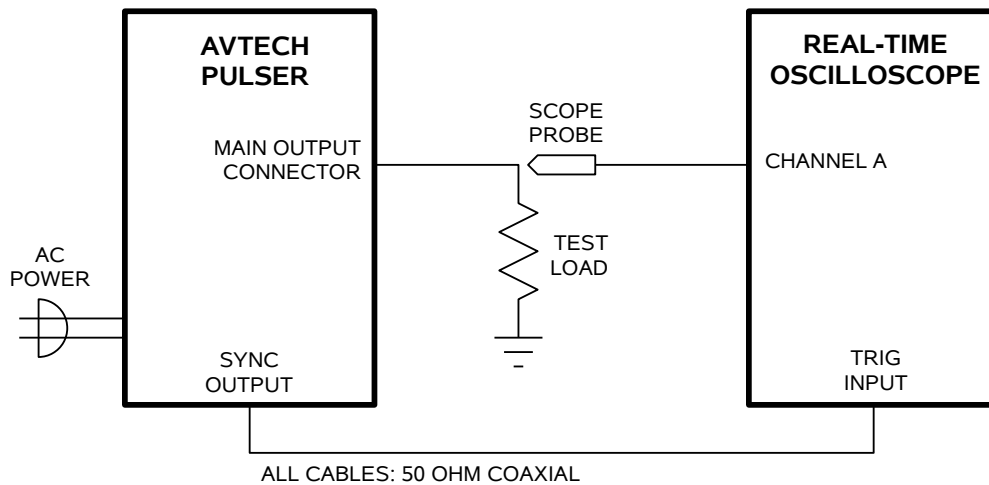 AVTECH
PULSER
MAIN OUTPUT
CONNECTOR
AC
POWER
SYNC
OUTPUT
SCOPE
PROBE
TEST
LOAD
REAL-TIME
OSCILLOSCOPE
CHANNEL A
TRIG
INPUT
ALL CABLES: 50 OHM COAXIAL